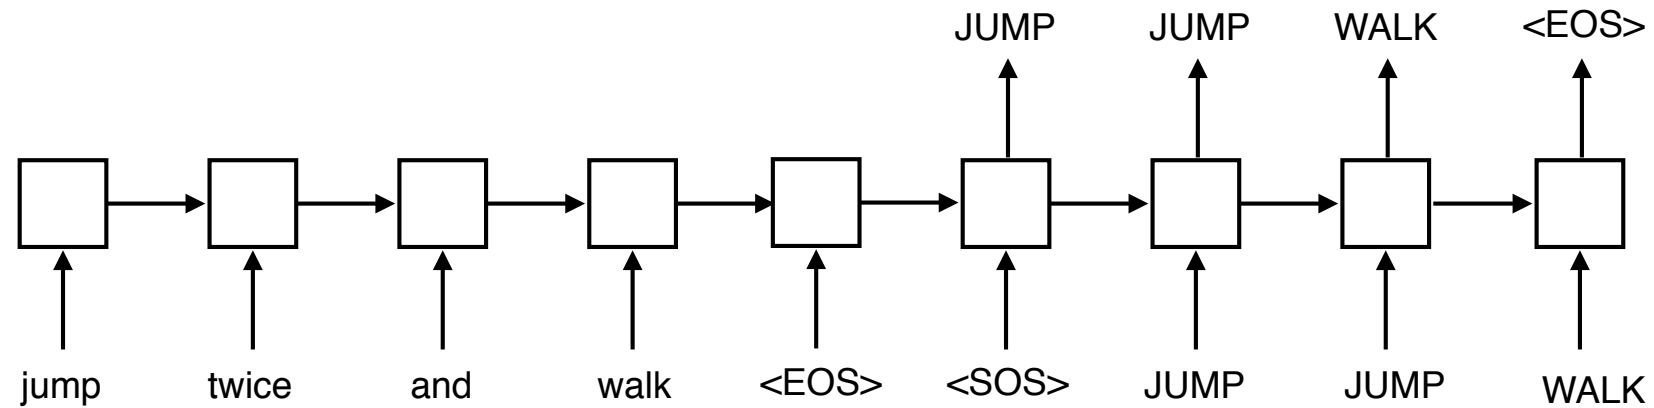 JUMP JUMP WALK <EOS>
jump twice and walk <EOS> <SOS> JUMP JUMP WALK